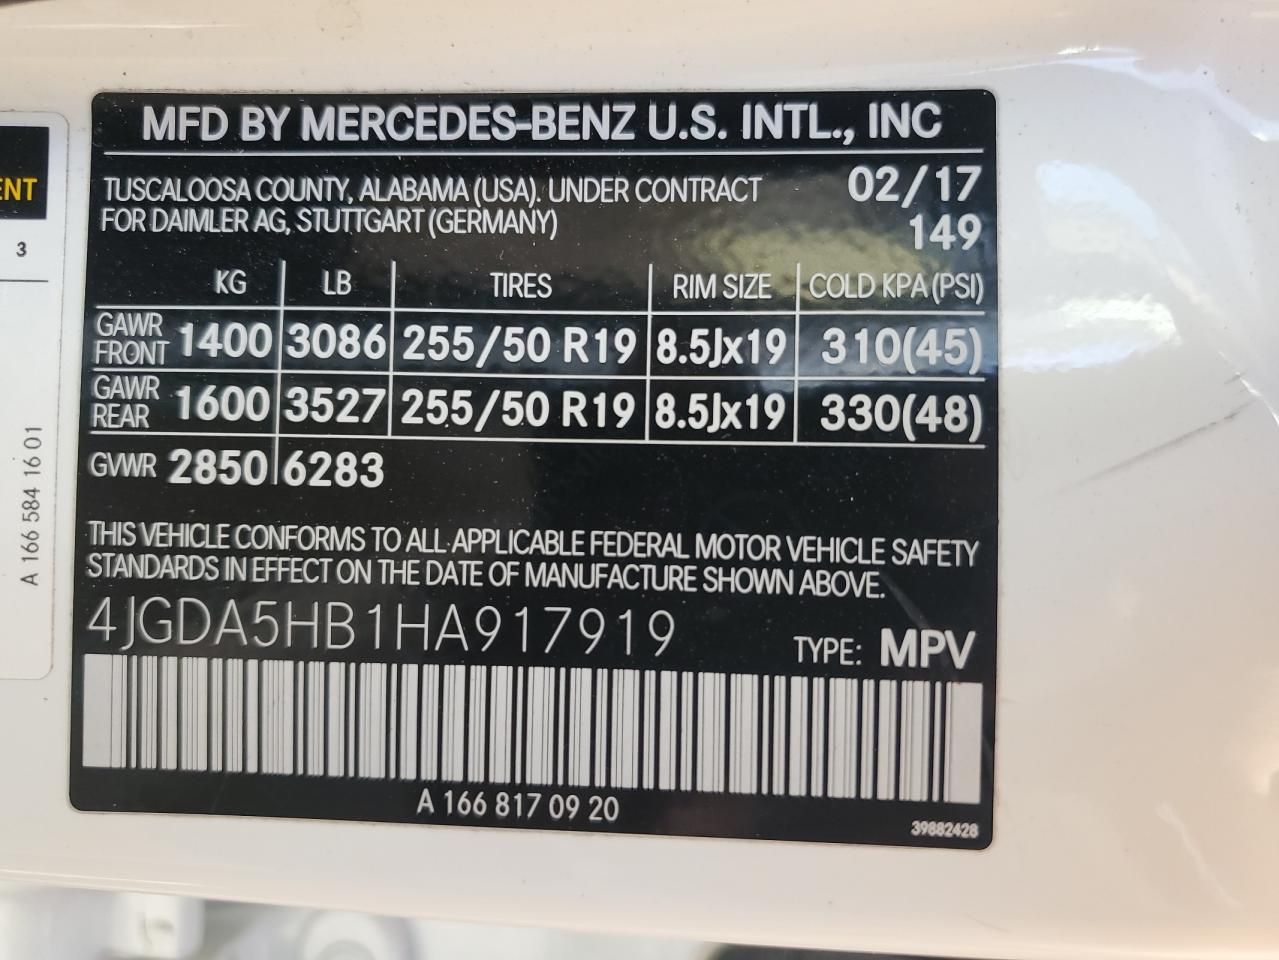 ENT
3
A 166 584 16 01
MFD BY MERCEDES-BENZ U.S. INTL., INC
TUSCALOOSA COUNTY, ALABAMA (USA). UNDER CONTRACT 02/17
FOR DAIMLER AG, STUTTGART (GERMANY) 149
KG LB TIRES RIM SIZE COLD KPA (PSI)
GAWR FRONT 1400 3086 255/50 R19 8.5Jx19 310(45)
GAWR REAR 1600 3527 255/50 R19 8.5Jx19 330(48)
GVWR 2850 6283
THIS VEHICLE CONFORMS TO ALL APPLICABLE FEDERAL MOTOR VEHICLE SAFETY
STANDARDS IN EFFECT ON THE DATE OF MANUFACTURE SHOWN ABOVE.
4JGDA5HB1HA917919 TYPE: MPV
A 166 817 09 20
39882428